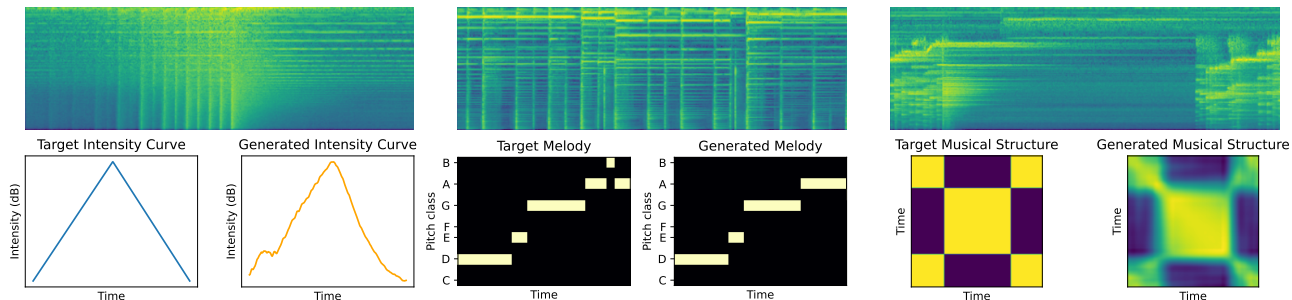 Target Intensity Curve
Generated Intensity Curve
Intensity (dB)
Time
Intensity (dB)
Time
Target Melody
Generated Melody
Pitch class
B
A
G
F
E
D
C
Time
Pitch class
B
A
G
F
E
D
C
Time
Target Musical Structure
Generated Musical Structure
Time
Time
Time
Time